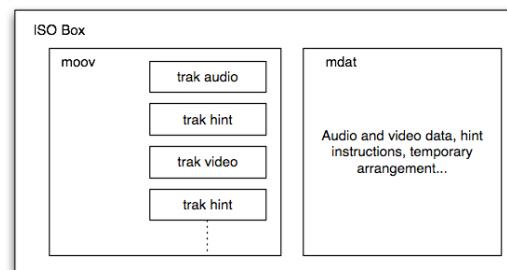 ISO Box
moov
trak audio
trak hint
trak video
trak hint
mdat
Audio and video data, hint
instructions, temporary
arrangement...